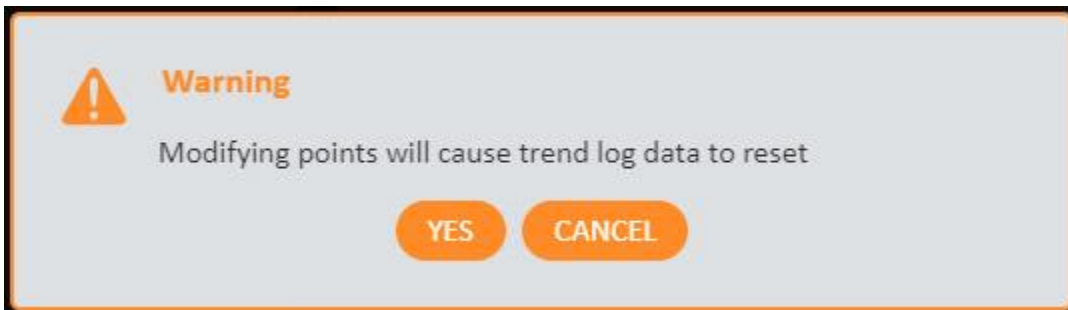 Warning
Modifying points will cause trend log data to reset
YES CANCEL